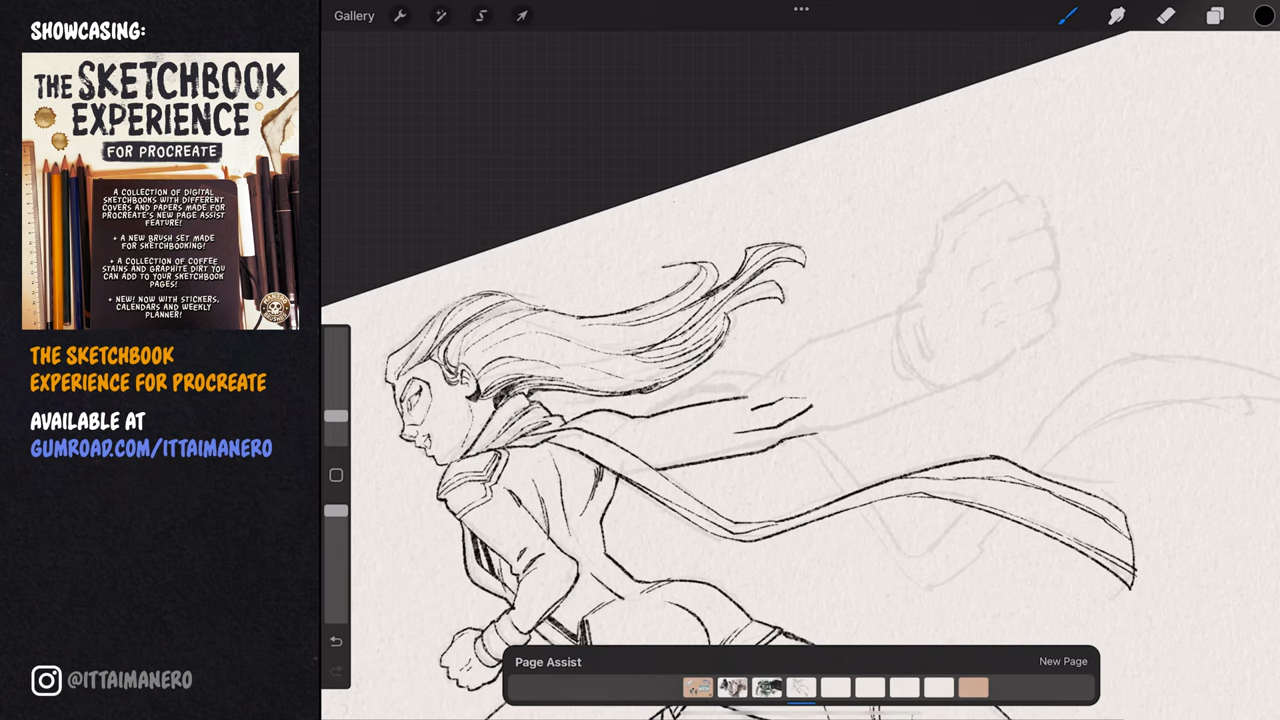 SHOWCASING:
THE SKETCHBOOK
EXPERIENCE
FOR PROCREATE
A COLLECTION OF DIGITAL
SKETCHBOOKS WITH DIFFERENT
COVERS AND PAPERS MADE FOR
PROCREATE'S NEW PAGE ASSIST
FEATURE!
+ A NEW BRUSH SET MADE
FOR SKETCHBOOKING!
+ A COLLECTION OF COFFEE
STAINS AND GRAPHITE DIRT YOU
CAN ADD TO YOUR SKETCHBOOK
PAGES!
+ NEW! NOW WITH STICKERS,
CALENDARS AND WEEKLY
PLANNER!
THE SKETCHBOOK
EXPERIENCE FOR PROCREATE
AVAILABLE AT
GUMROAD.COM/ITTAIMANERO
@ITTAIMANERO
Gallery
Page Assist
New Page